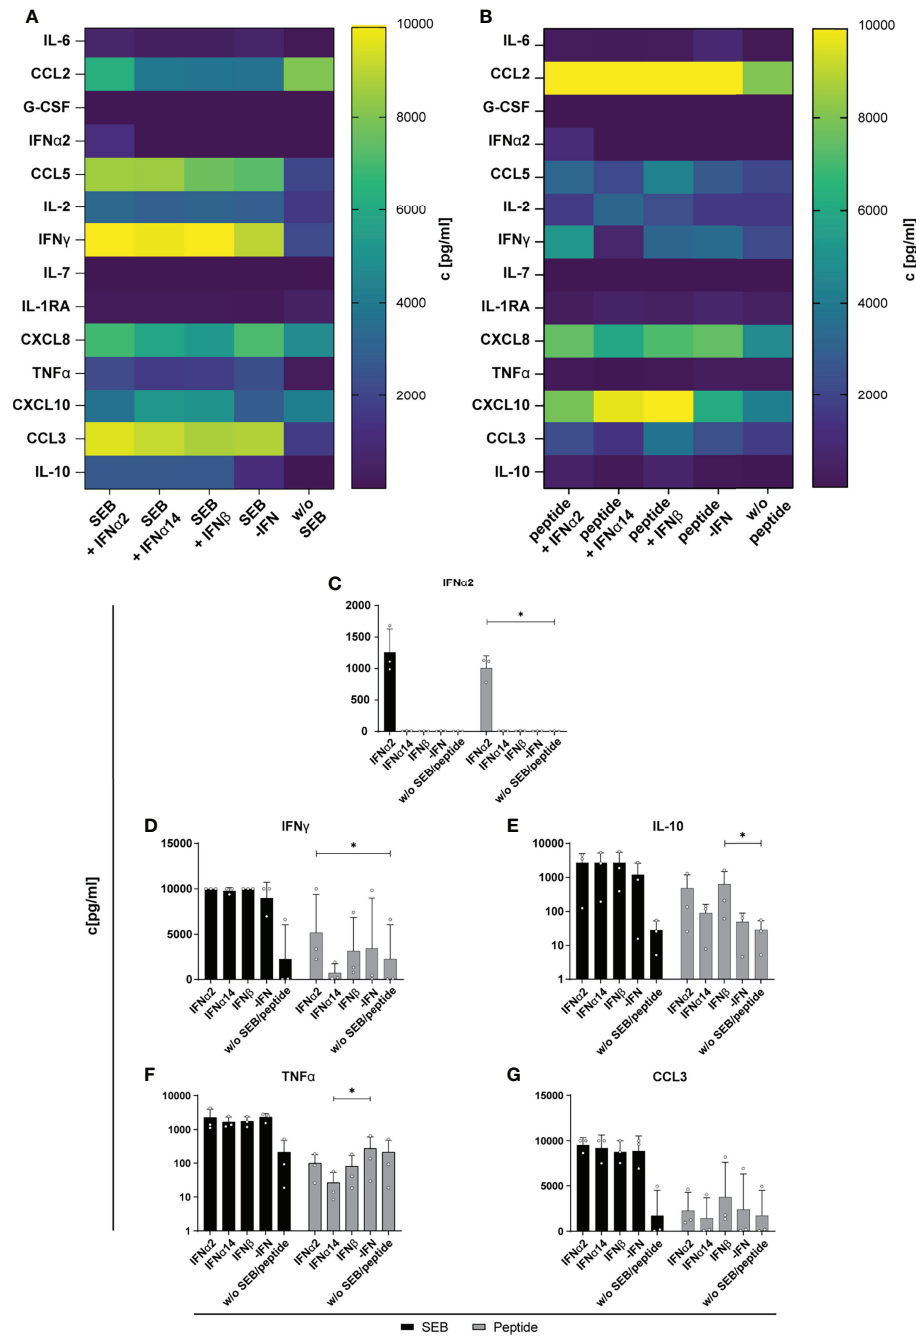 A
IL-6
CCL2
G-CSF
IFNα2
CCL5
IL-2
IFNγ
IL-7
IL-1RA
CXCL8
TNFα
CXCL10
CCL3
IL-10
SEB
+ IFNα2
SEB
+ IFNα14
SEB
+ IFNβ
SEB
-IFN
w/o
SEB
10000
8000
6000
4000
2000
c [pg/ml]
B
IL-6
CCL2
G-CSF
IFNα2
CCL5
IL-2
IFNγ
IL-7
IL-1RA
CXCL8
TNFα
CXCL10
CCL3
IL-10
peptide
+ IFNα2
peptide
+ IFNα14
peptide
+ IFNβ
peptide
-IFN
w/o
peptide
10000
8000
6000
4000
2000
c [pg/ml]
c[pg/ml]
C
IFNα2
2000
1500
1000
500
0
*
IFNα2
IFNα14
IFNβ
-IFN
w/o SEB/peptide
IFNα2
IFNα14
IFNβ
-IFN
w/o SEB/peptide
D
IFNγ
15000
10000
5000
0
*
IFNα2
IFNα14
IFNβ
-IFN
w/o SEB/peptide
IFNα2
IFNα14
IFNβ
-IFN
w/o SEB/peptide
E
IL-10
10000
1000
100
10
1
*
IFNα2
IFNα14
IFNβ
-IFN
w/o SEB/peptide
IFNα2
IFNα14
IFNβ
-IFN
w/o SEB/peptide
F
TNFα
10000
1000
100
10
1
*
IFNα2
IFNα14
IFNβ
-IFN
w/o SEB/peptide
IFNα2
IFNα14
IFNβ
-IFN
w/o SEB/peptide
G
CCL3
15000
10000
5000
0
IFNα2
IFNα14
IFNβ
-IFN
w/o SEB/peptide
IFNα2
IFNα14
IFNβ
-IFN
w/o SEB/peptide
SEB
Peptide